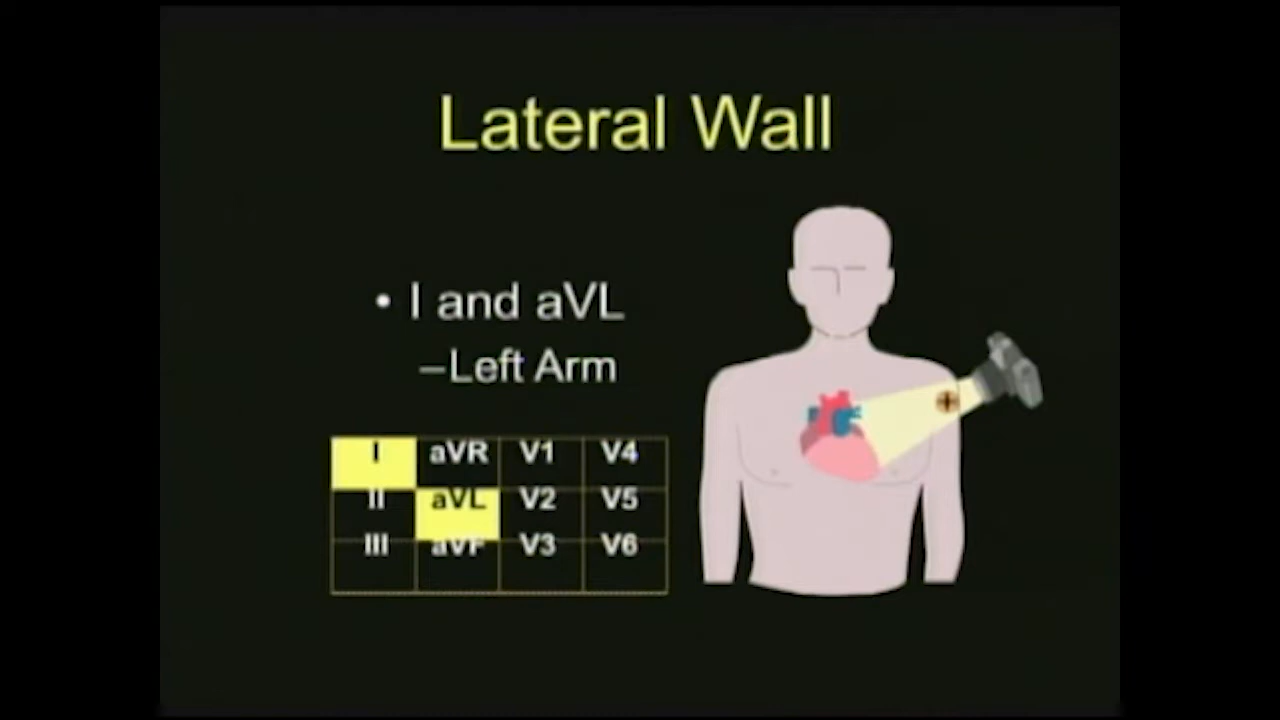 Lateral Wall
• I and aVL
–Left Arm
I aVR V1 V4
II aVL V2 V5
III aVF V3 V6